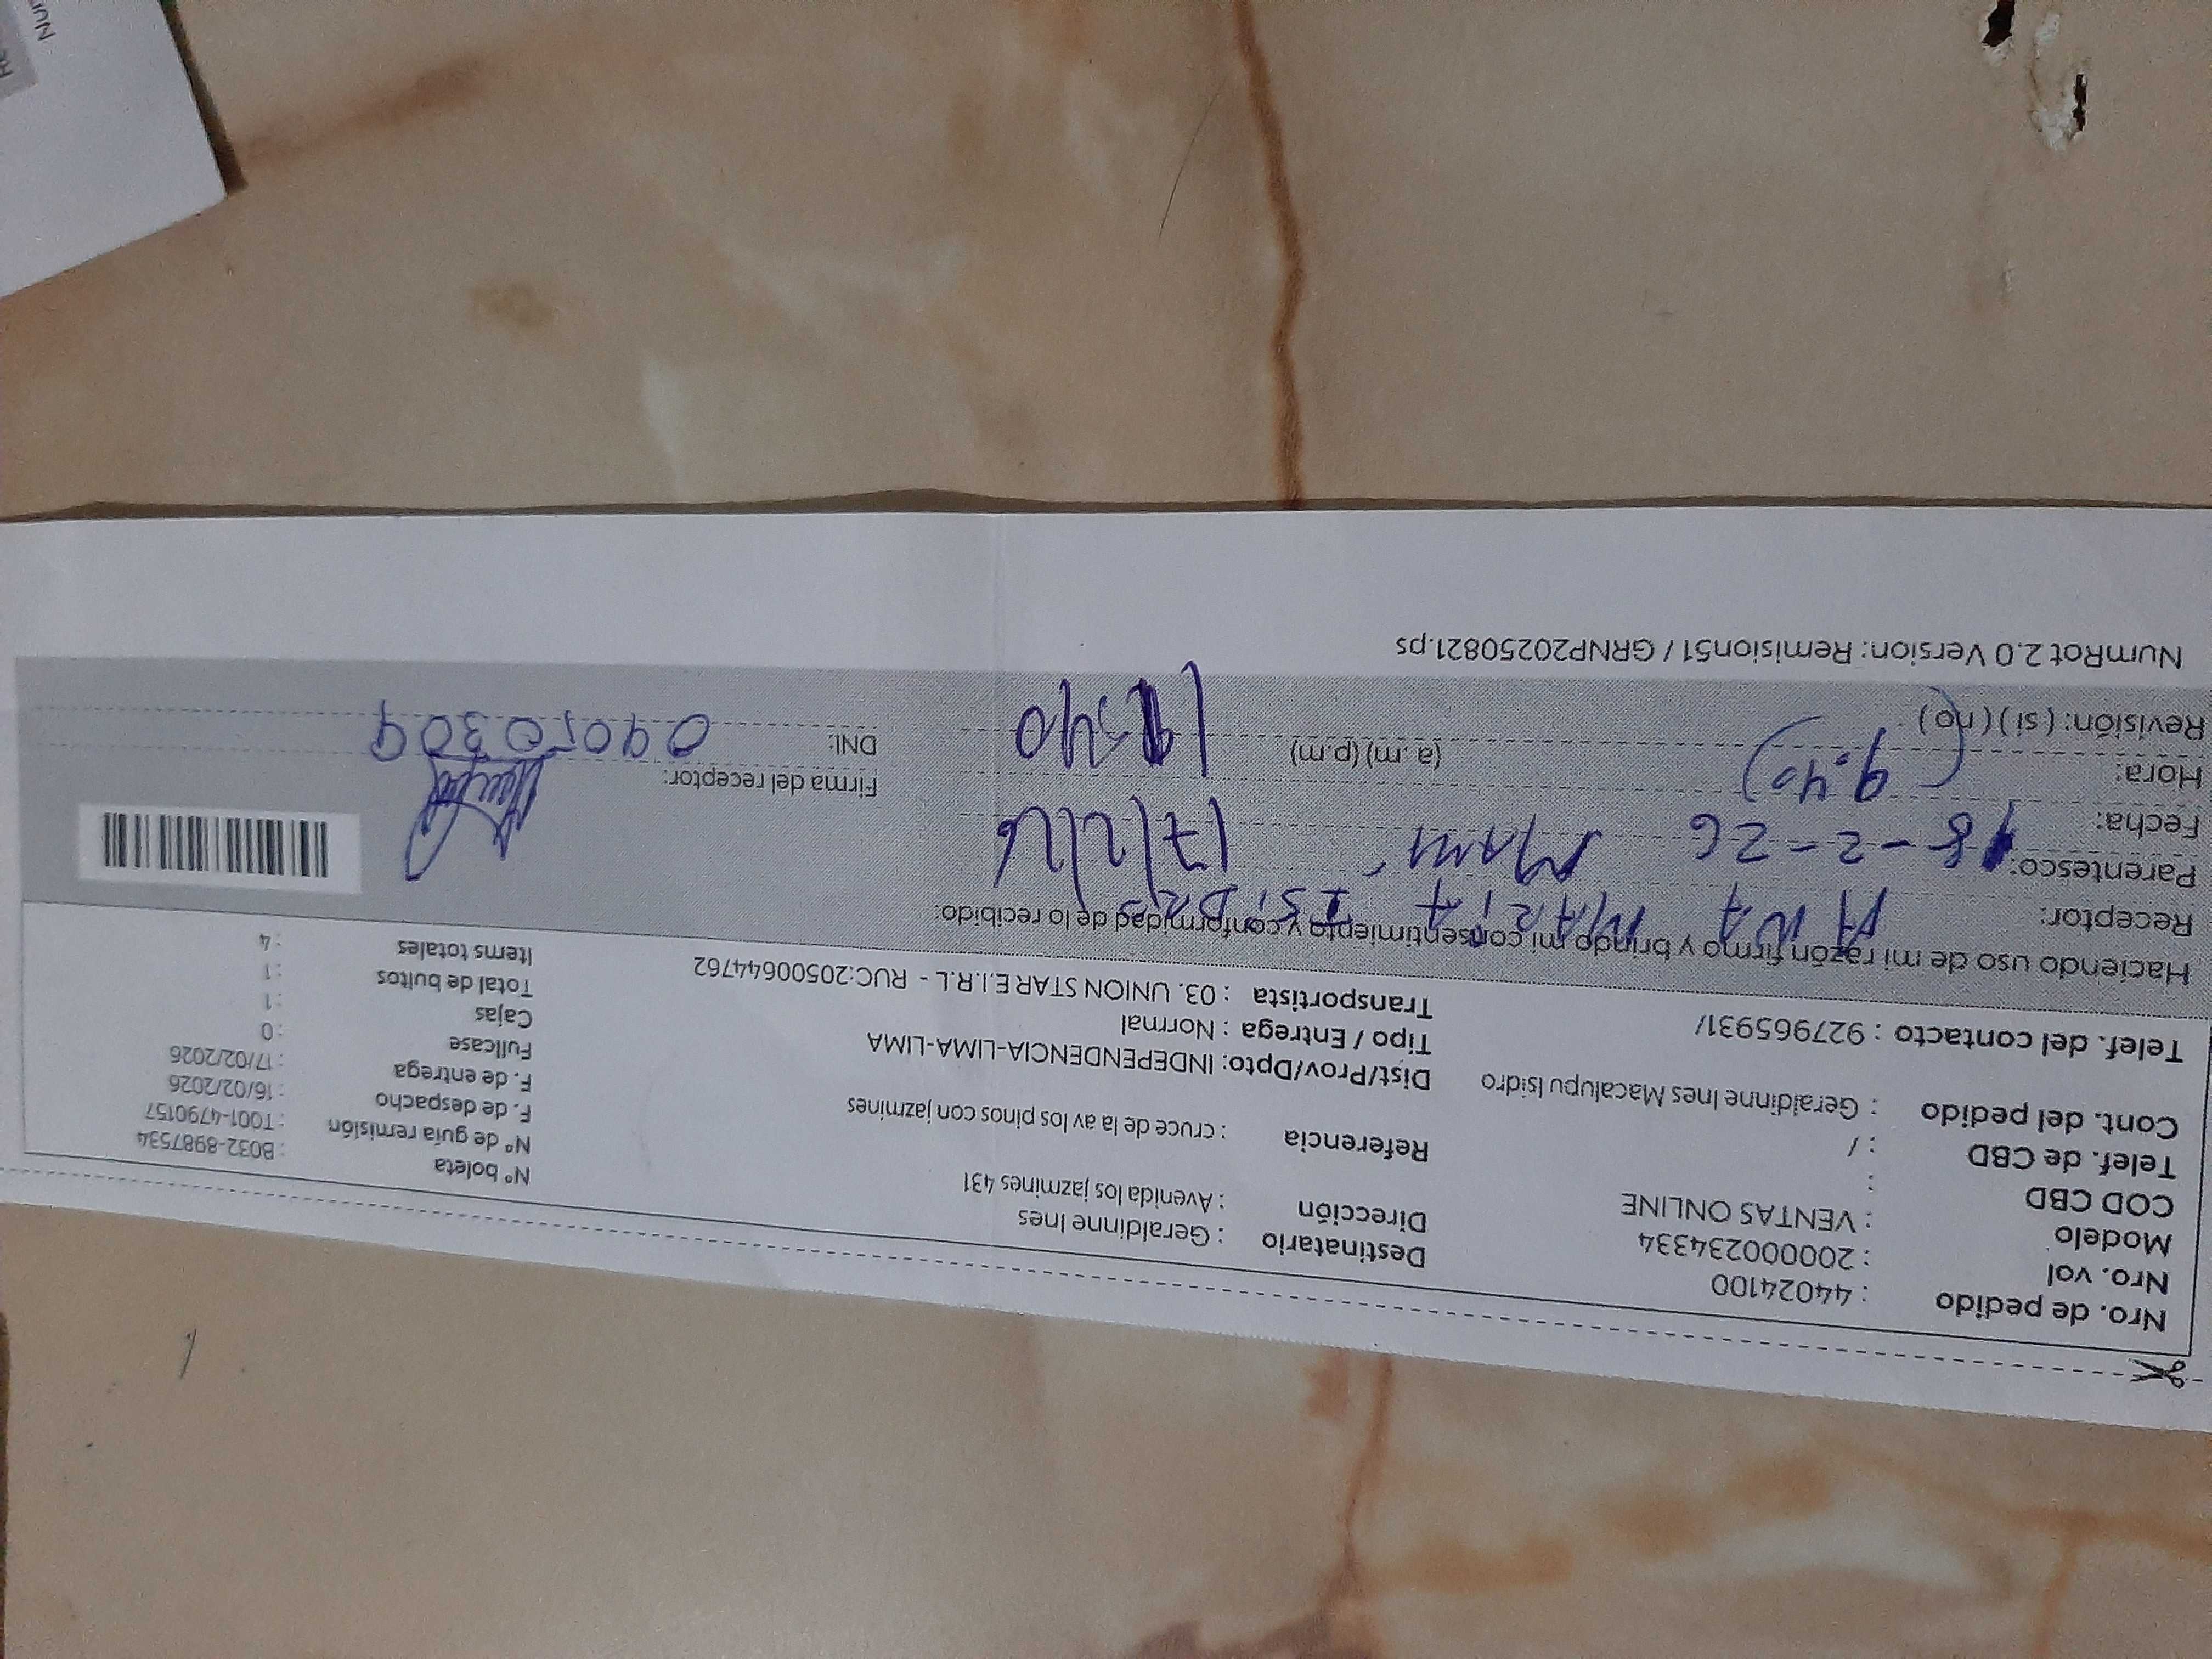 Nro. de pedido : 44024100
Nro. vol : 2000002343​34
Modelo : VENTAS ONLINE
COD CBD :
Telef. de CBD : /
Cont. del pedido : Geraldinne Ines Macalupu Isidro
Telef. del contacto : 927965931/
Destinatario : Geraldinne Ines
Dirección : Avenida los jazmines 431
Referencia : cruce de la av los pinos con jazmines
Dist/Prov/Dpto: INDEPENDENCIA-LIMA-LIMA
Tipo / Entrega : Normal
Transportista : 03. UNION STAR E.I.R.L - RUC:20500644762
N° boleta : B032-8987534
N° de guía remisión : T001-4790157
F. de despacho : 16/02/2026
F. de entrega : 17/02/2026
Fullcase : 0
Cajas : 1
Total de bultos : 1
Items totales : 4
Haciendo uso de mi razón firmo y brindo mi consentimiento y conformidad de lo recibido:
Receptor: ANA
Parentesco: Mama
Fecha: 18-2-26 17/2/26
Hora: (9:40) (a.m) (p.m) 19:40
Revisión: (si) (no)
Firma del receptor:
DNI:
NumRot 2.0 Version: Remision51 / GRNP20250821.ps